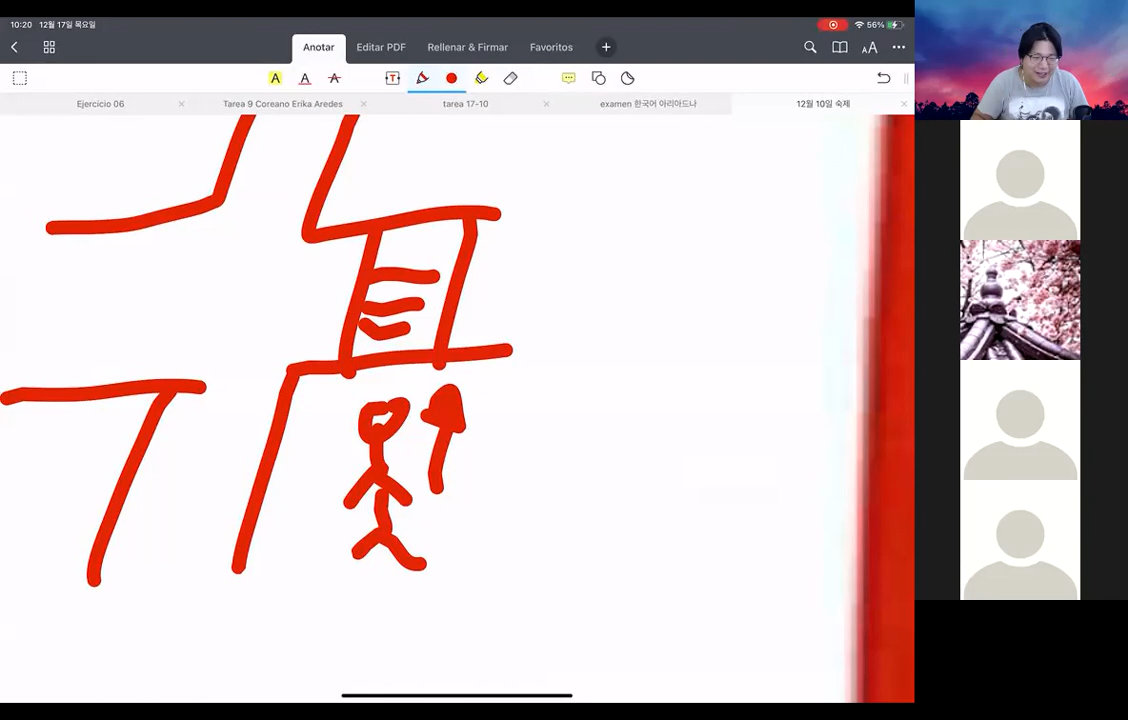 10:20 12월 17일 목요일
56%
Anotar Editar PDF Rellenar & Firmar Favoritos
A A A T AA
Ejercicio 06 Tarea 9 Coreano Erika Aredes tarea 17-10 examen 한국어 아리아드나 12월 10일 숙제